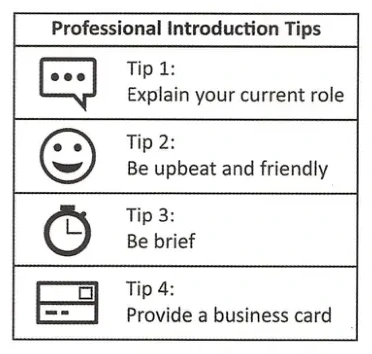 Professional Introduction Tips
Tip 1:
Explain your current role
Tip 2:
Be upbeat and friendly
Tip 3:
Be brief
Tip 4:
Provide a business card